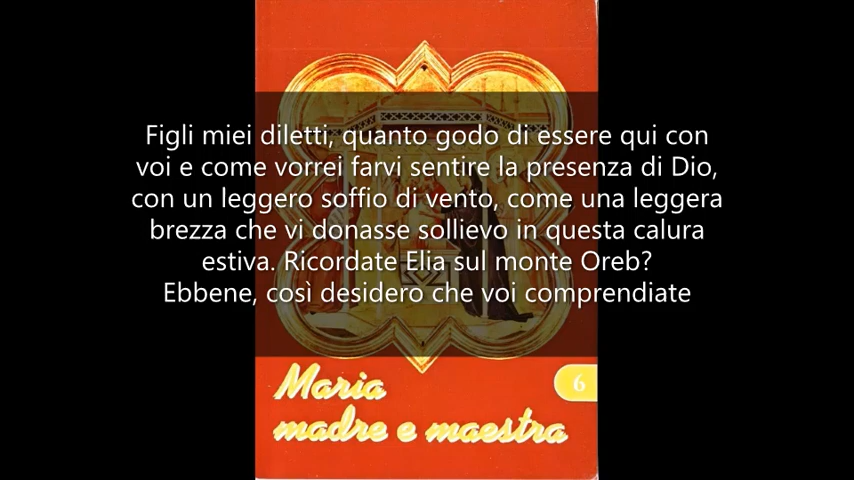 Figli miei diletti, quanto godo di essere qui con
voi e come vorrei farvi sentire la presenza di Dio,
con un leggero soffio di vento, come una leggera
brezza che vi donasse sollievo in questa calura
estiva. Ricordate Elia sul monte Oreb?
Ebbene, così desidero che voi comprendiate
Maria
6
madre e maestra